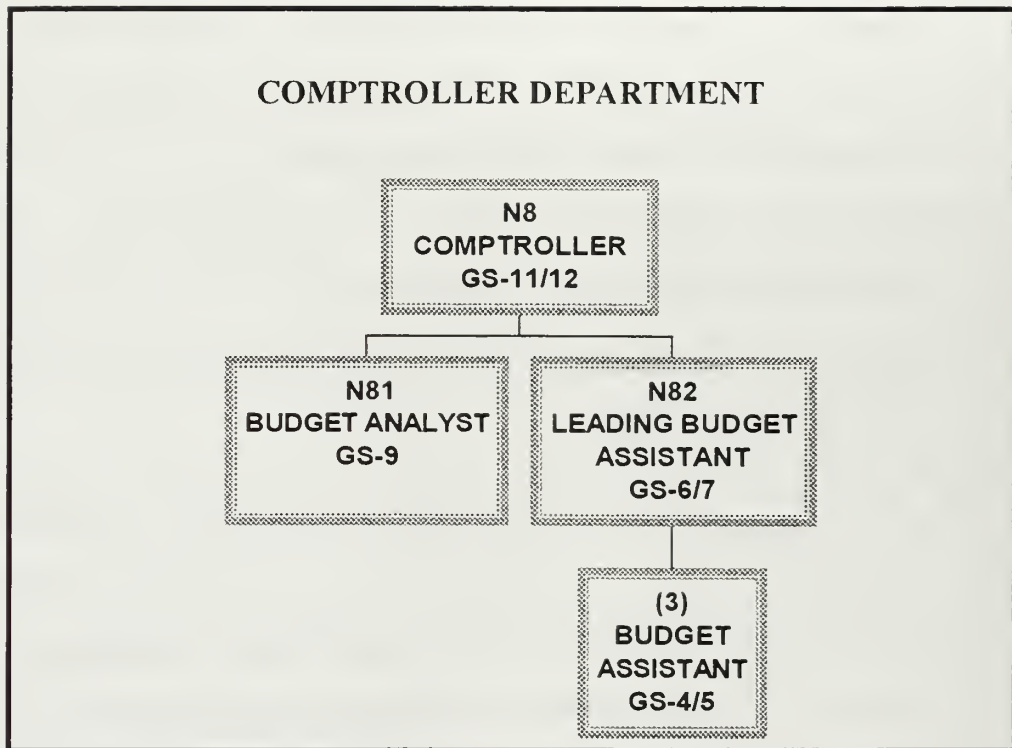 COMPTROLLER DEPARTMENT
N8
COMPTROLLER
GS-11/12
N81
BUDGET ANALYST
GS-9
N82
LEADING BUDGET
ASSISTANT
GS-6/7
(3)
BUDGET
ASSISTANT
GS-4/5